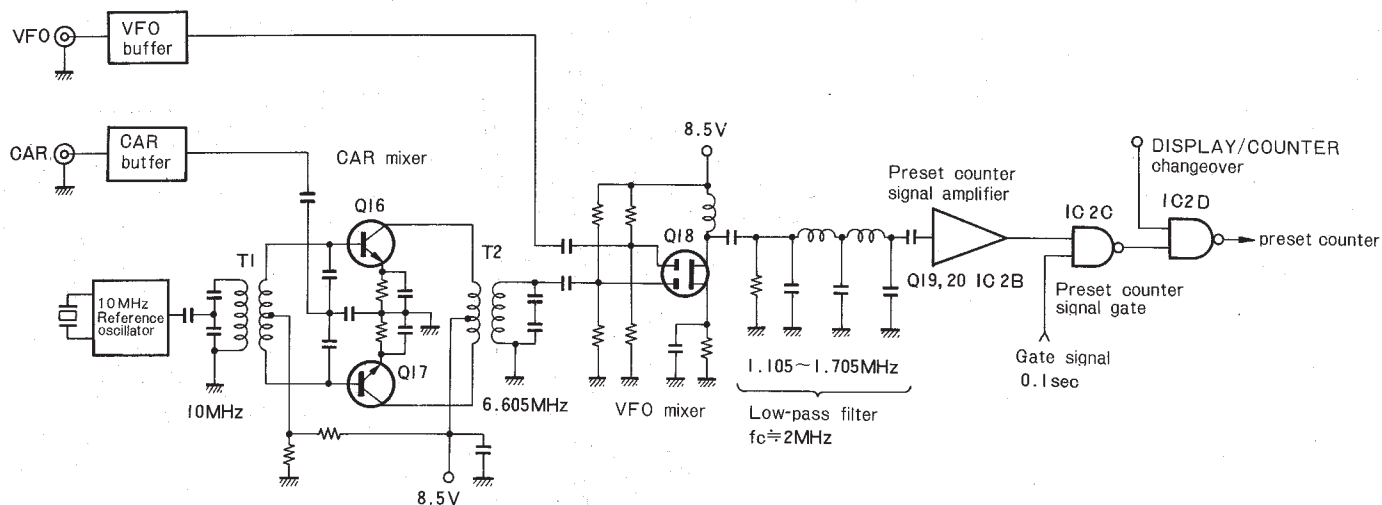 VFO
VFO
buffer
CAR
CAR
butfer
CAR mixer
8.5V
DISPLAY/COUNTER
changeover
Preset counter
signal amplifier
Q16
Q18
IC2C
IC2D
T1
T2
preset counter
10MHz
Reference
oscillator
Q19,20 IC2B
Preset counter
signal gate
Q17
Gate signal
0.1sec
10MHz
6.605MHz
1.105~1.705MHz
VFO mixer
Low-pass filter
fc≒2MHz
8.5V